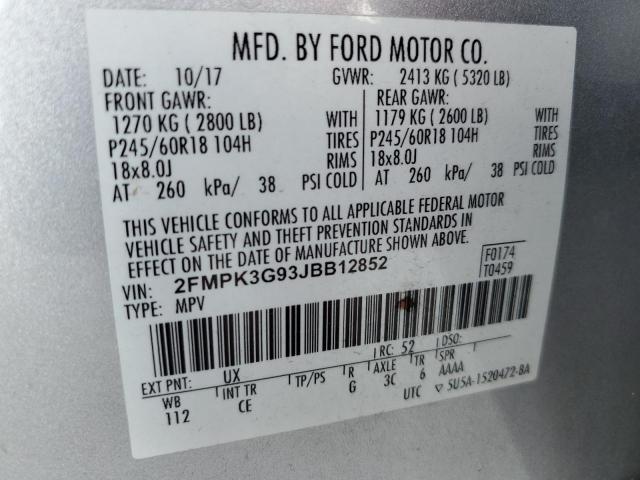 MFD. BY FORD MOTOR CO.
DATE: 10/17 GVWR: 2413 KG ( 5320 LB)
FRONT GAWR: REAR GAWR:
1270 KG ( 2800 LB) WITH 1179 KG ( 2600 LB) WITH
P245/60R18 104H TIRES P245/60R18 104H TIRES
18x8.0J RIMS 18x8.0J RIMS
AT 260 kPa/ 38 PSI COLD AT 260 kPa/ 38 PSI COLD
THIS VEHICLE CONFORMS TO ALL APPLICABLE FEDERAL MOTOR
VEHICLE SAFETY AND THEFT PREVENTION STANDARDS IN
EFFECT ON THE DATE OF MANUFACTURE SHOWN ABOVE.
VIN: 2FMPK3G93JBB12852 F0174
TYPE: MPV T0459
EXT PNT: UX RC: 52 DSO:
WB INT TR TP/PS R AXLE TR SPR
112 CE G 3C 6 AAAA
UTC ▽ 5U5A-1520472-BA